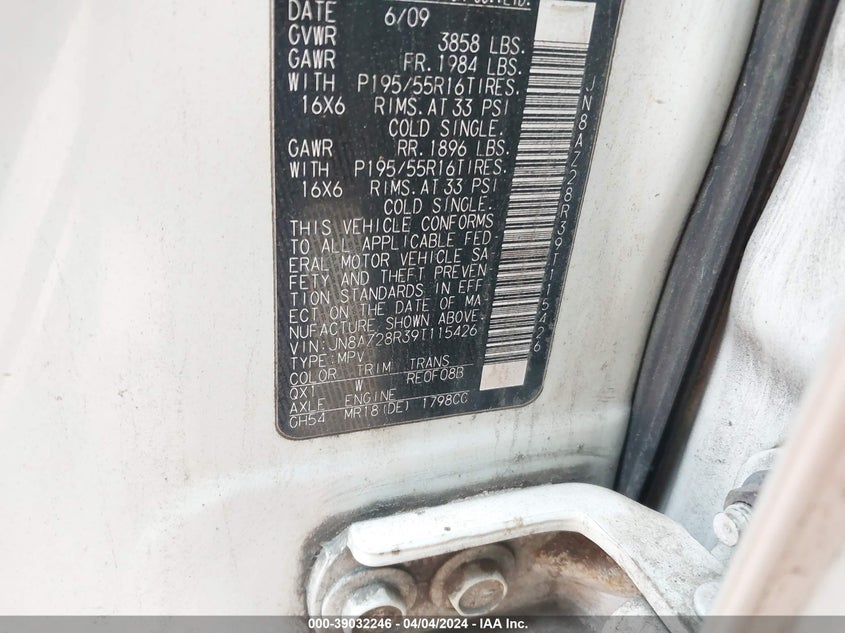 DATE 6/09
GVWR 3858 LBS.
GAWR FR. 1984 LBS.
WITH P195/55R16TIRES.
16X6 RIMS. AT 33 PSI
COLD SINGLE.
GAWR RR. 1896 LBS.
WITH P195/55R16TIRES.
16X6 RIMS. AT 33 PSI
COLD SINGLE.
THIS VEHICLE CONFORMS
TO ALL APPLICABLE FED-
ERAL MOTOR VEHICLE SA-
FETY AND THEFT PREVEN-
TION STANDARDS IN EFF-
ECT ON THE DATE OF MA-
NUFACTURE SHOWN ABOVE.
VIN: JN8AZ28R39T115426
TYPE: MPV
COLOR TRIM TRANS
QX1 W RE0F08B
AXLE ENGINE
CH54 MR18(DE) 1798CC
JN8AZ28R39T115426
000-39032246 - 04/04/2024 - IAA Inc.